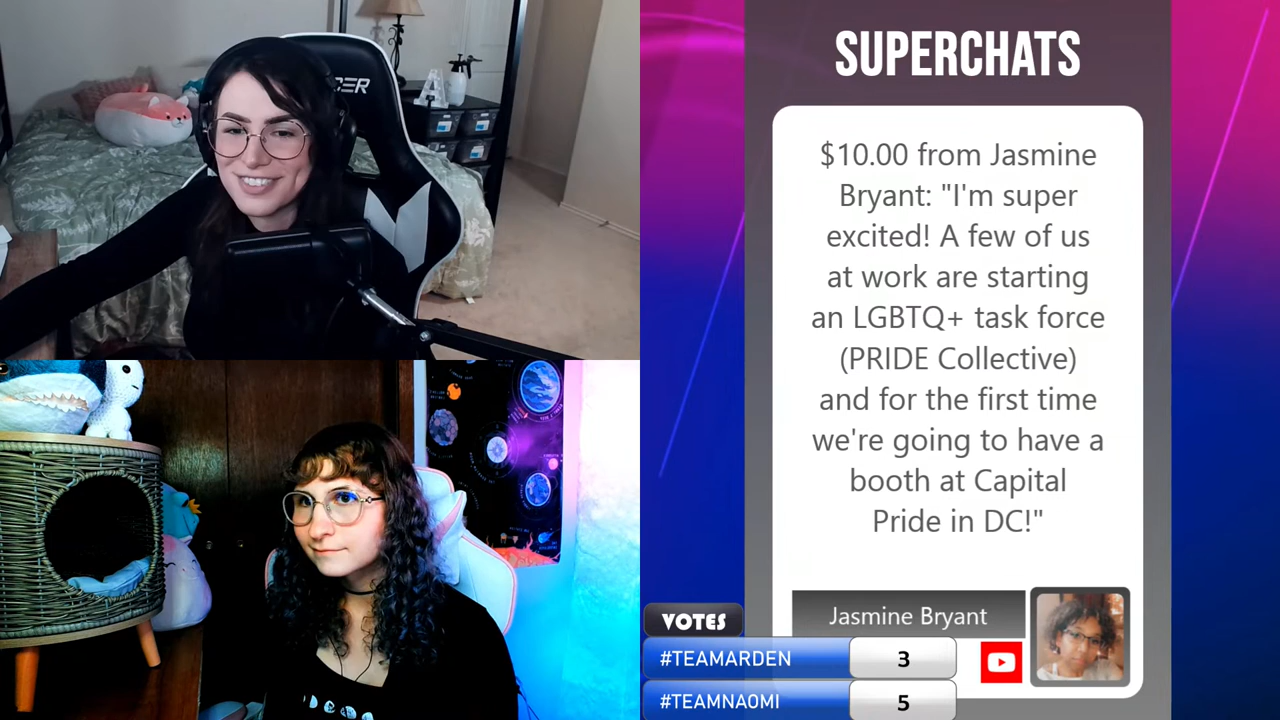 CER
SUPERCHATS
$10.00 from Jasmine
Bryant: "I'm super
excited! A few of us
at work are starting
an LGBTQ+ task force
(PRIDE Collective)
and for the first time
we're going to have a
booth at Capital
Pride in DC!"
Jasmine Bryant
VOTES
#TEAMARDEN 3
#TEAMNAOMI 5